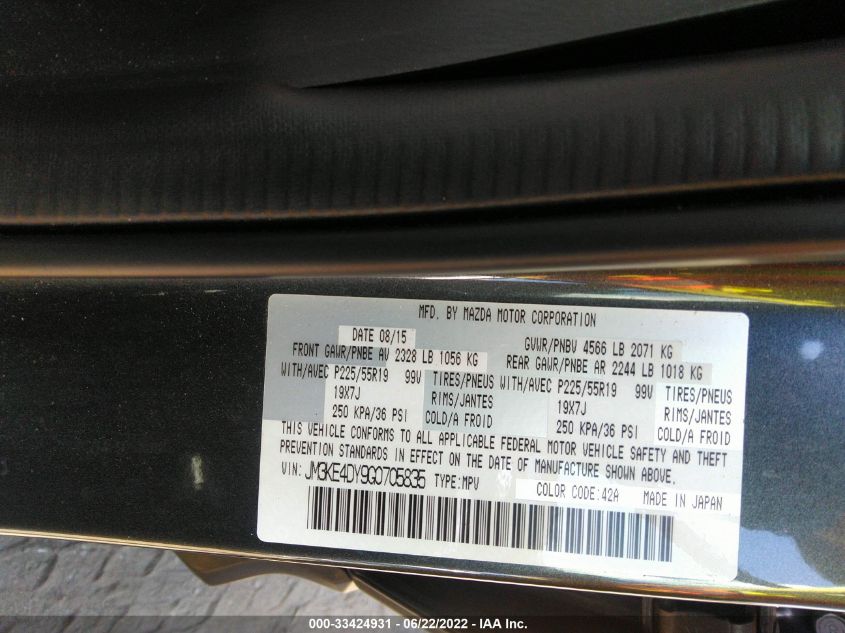 MFD. BY MAZDA MOTOR CORPORATION
DATE 08/15 GVWR/PNBV 4566 LB 2071 KG
FRONT GAWR/PNBE AV 2328 LB 1056 KG REAR GAWR/PNBE AR 2244 LB 1018 KG
WITH/AVEC P225/55R19 99V TIRES/PNEUS WITH/AVEC P225/55R19 99V TIRES/PNEUS
19X7J RIMS/JANTES 19X7J RIMS/JANTES
250 KPA/36 PSI COLD/A FROID 250 KPA/36 PSI COLD/A FROID
THIS VEHICLE CONFORMS TO ALL APPLICABLE FEDERAL MOTOR VEHICLE SAFETY AND THEFT
PREVENTION STANDARDS IN EFFECT ON THE DATE OF MANUFACTURE SHOWN ABOVE.
VIN: JM3KE4DY9G0705835 TYPE:MPV COLOR CODE:42A MADE IN JAPAN
000-33424931 - 06/22/2022 - IAA Inc.